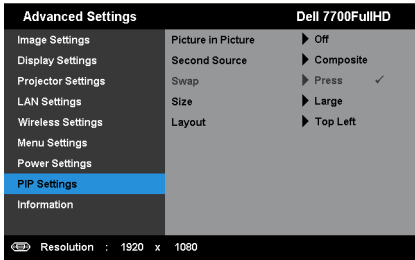 Advanced Settings Dell 7700FullHD
Image Settings Picture in Picture Off
Display Settings Second Source Composite
Projector Settings Swap Press ✓
LAN Settings Size Large
Wireless Settings Layout Top Left
Menu Settings
Power Settings
PIP Settings
Information
Resolution : 1920 x 1080